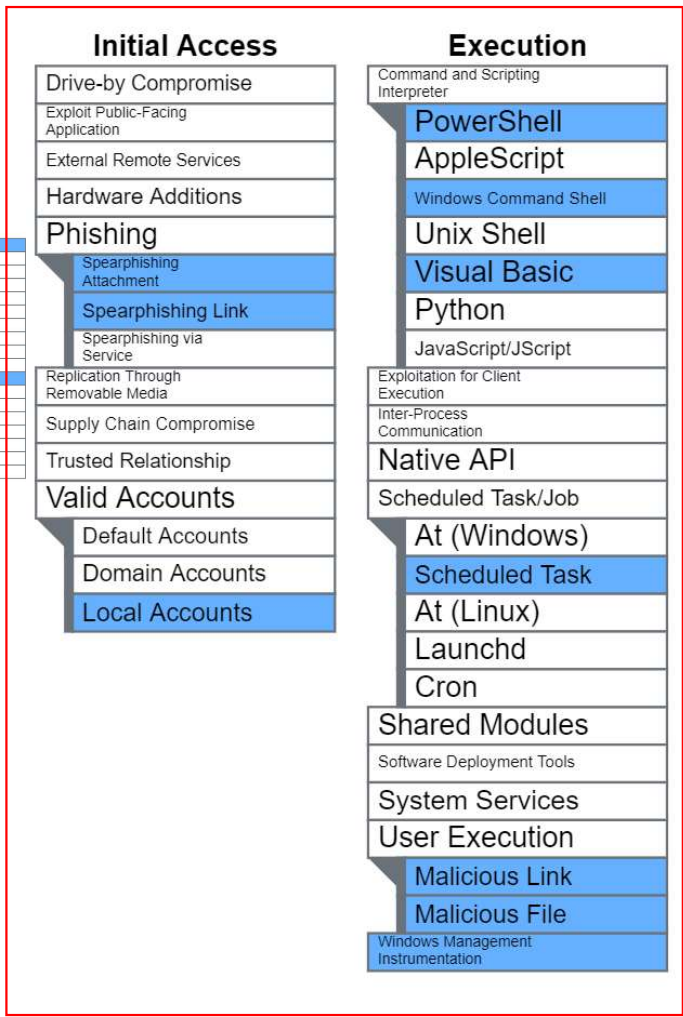 Initial Access
Drive-by Compromise
Exploit Public-Facing
Application
External Remote Services
Hardware Additions
Phishing
Spearphishing
Attachment
Spearphishing Link
Spearphishing via
Service
Replication Through
Removable Media
Supply Chain Compromise
Trusted Relationship
Valid Accounts
Default Accounts
Domain Accounts
Local Accounts
Execution
Command and Scripting
Interpreter
PowerShell
AppleScript
Windows Command Shell
Unix Shell
Visual Basic
Python
JavaScript/JScript
Exploitation for Client
Execution
Inter-Process
Communication
Native API
Scheduled Task/Job
At (Windows)
Scheduled Task
At (Linux)
Launchd
Cron
Shared Modules
Software Deployment Tools
System Services
User Execution
Malicious Link
Malicious File
Windows Management
Instrumentation